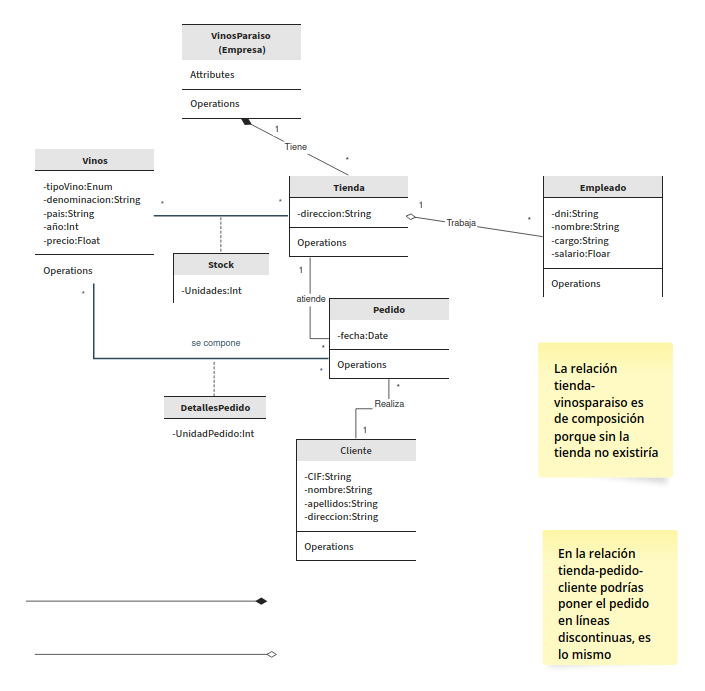 VinosParaiso
(Empresa)
Attributes
Operations
1
Tiene
*
Vinos
-tipoVino:Enum
-denominacion:String
-pais:String
-año:Int
-precio:Float
Operations
*
*
*
Tienda
-direccion:String
Operations
1
Trabaja
*
Empleado
-dni:String
-nombre:String
-cargo:String
-salario:Floar
Operations
Stock
-Unidades:Int
1
atiende
*
Pedido
-fecha:Date
Operations
se compone
*
DetallesPedido
-UnidadPedido:Int
*
Realiza
1
Cliente
-CIF:String
-nombre:String
-apellidos:String
-direccion:String
Operations
La relación
tienda-
vinosparaiso es
de composición
porque sin la
tienda no existiría
En la relación
tienda-pedido-
cliente podrías
poner el pedido
en líneas
discontinuas, es
lo mismo